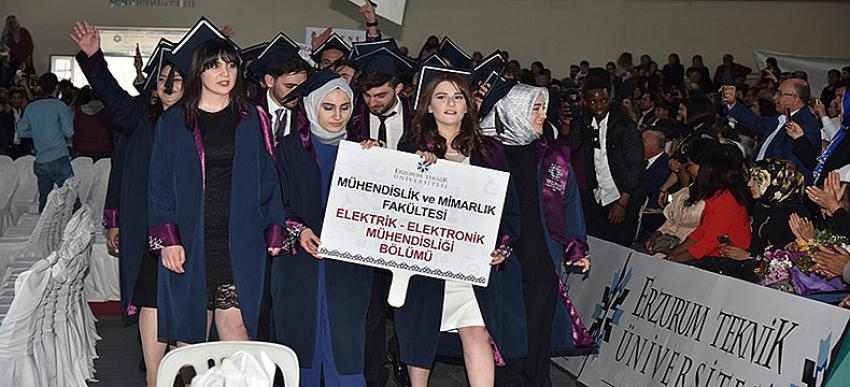 ERZURUM TEKNİK
ÜNİVERSİTESİ
MÜHENDİSLİK ve MİMARLIK
FAKÜLTESİ
ELEKTRİK - ELEKTRONİK
MÜHENDİSLİĞİ
BÖLÜMÜ
ERZURUM TEKNİK
ÜNİVERSİTESİ